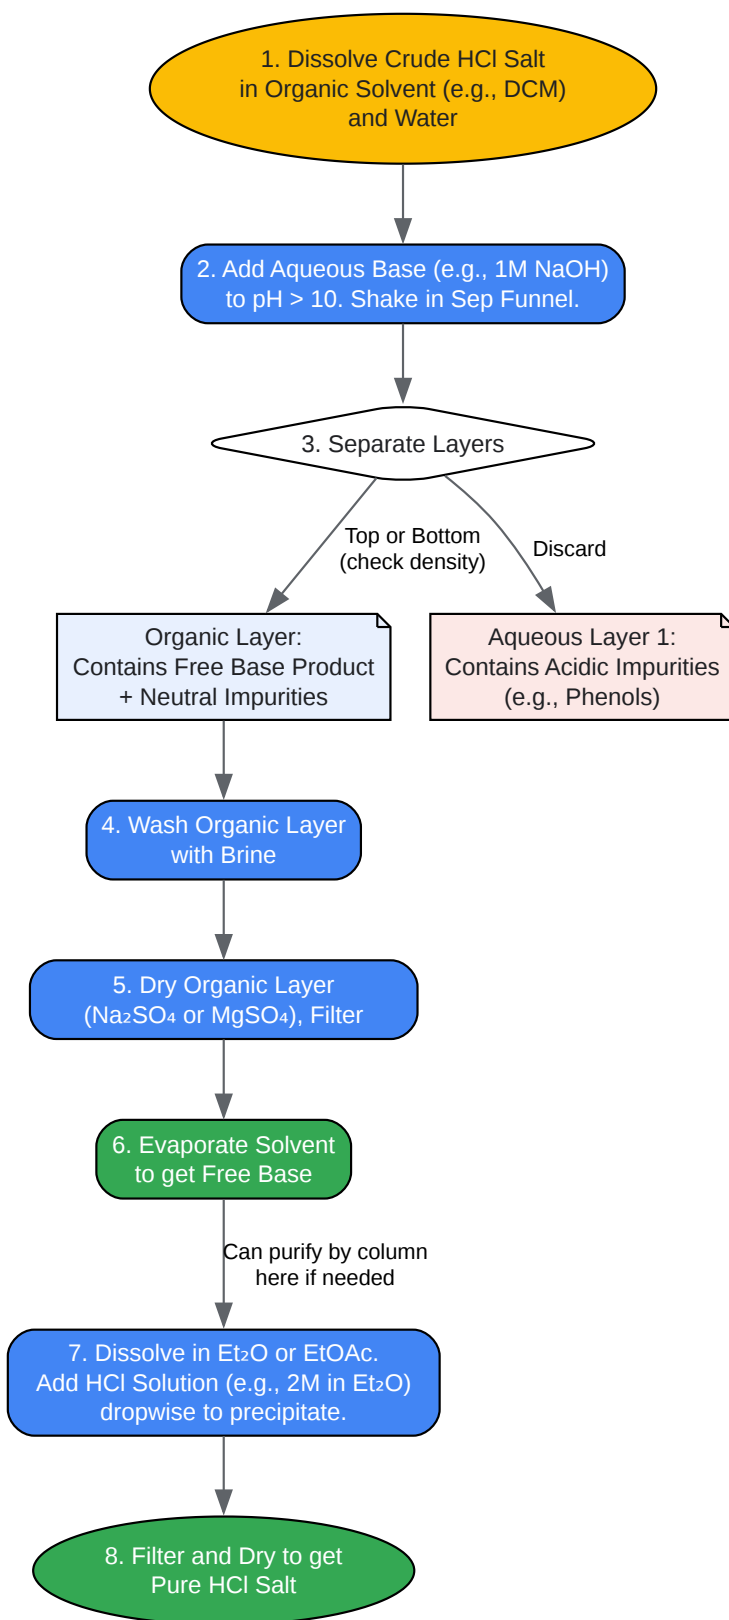 1. Dissolve Crude HCl Salt
in Organic Solvent (e.g., DCM)
and Water
2. Add Aqueous Base (e.g., 1M NaOH)
to pH > 10. Shake in Sep Funnel.
3. Separate Layers
Top or Bottom
(check density)
Discard
Organic Layer:
Contains Free Base Product
+ Neutral Impurities
Aqueous Layer 1:
Contains Acidic Impurities
(e.g., Phenols)
4. Wash Organic Layer
with Brine
5. Dry Organic Layer
(Na₂SO₄ or MgSO₄), Filter
6. Evaporate Solvent
to get Free Base
Can purify by column
here if needed
7. Dissolve in Et₂O or EtOAc.
Add HCl Solution (e.g., 2M in Et₂O)
dropwise to precipitate.
8. Filter and Dry to get
Pure HCl Salt